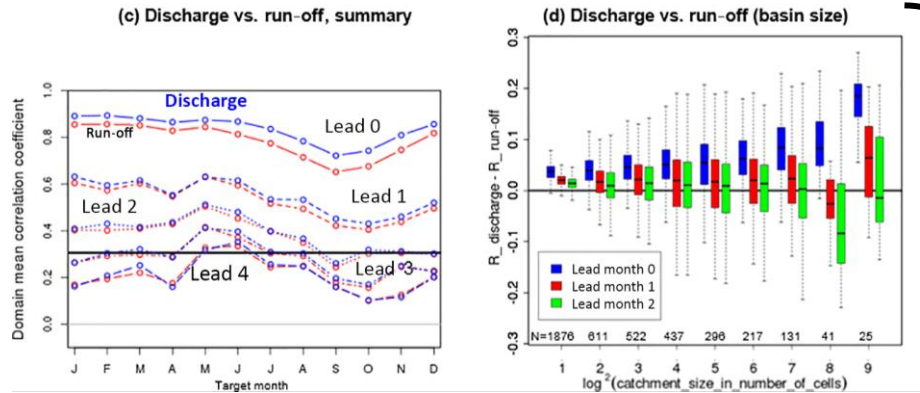 (c) Discharge vs. run-off, summary
Domain mean correlation coefficient
1.0
0.8
0.6
0.4
0.2
0.0
Discharge
Run-off
Lead 0
Lead 1
Lead 2
Lead 3
Lead 4
J F M A M J J A S O N D
Target month
(d) Discharge vs. run-off (basin size)
R_ discharge - R_ run-off
0.3
0.2
0.1
0.0
-0.1
-0.2
-0.3
Lead month 0
Lead month 1
Lead month 2
N=1876 611 522 437 296 217 131 41 25
1 2 3 4 5 6 7 8 9
log²(catchment_size_in_number_of_cells)